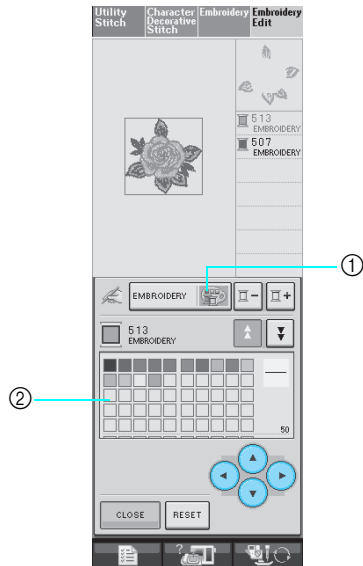 Utility
Stitch
Character
Decorative
Stitch
Embroidery
Embroidery
Edit
513
EMBROIDERY
507
EMBROIDERY
①
EMBROIDERY
513
EMBROIDERY
②
50
CLOSE
RESET
?